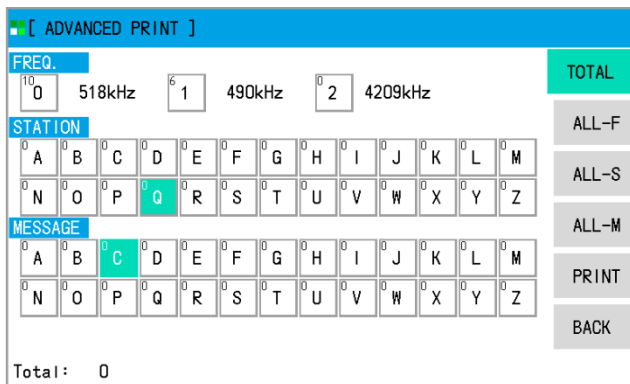 [ ADVANCED PRINT ]
FREQ.
10 0 518kHz 6 1 490kHz 0 2 4209kHz
STATION
0 A 0 B 0 C 0 D 0 E 0 F 0 G 0 H 0 I 0 J 0 K 0 L 0 M
0 N 0 O 0 P 0 Q 0 R 0 S 0 T 0 U 0 V 0 W 0 X 0 Y 0 Z
MESSAGE
0 A 0 B 0 C 0 D 0 E 0 F 0 G 0 H 0 I 0 J 0 K 0 L 0 M
0 N 0 O 0 P 0 Q 0 R 0 S 0 T 0 U 0 V 0 W 0 X 0 Y 0 Z
Total: 0
TOTAL
ALL-F
ALL-S
ALL-M
PRINT
BACK